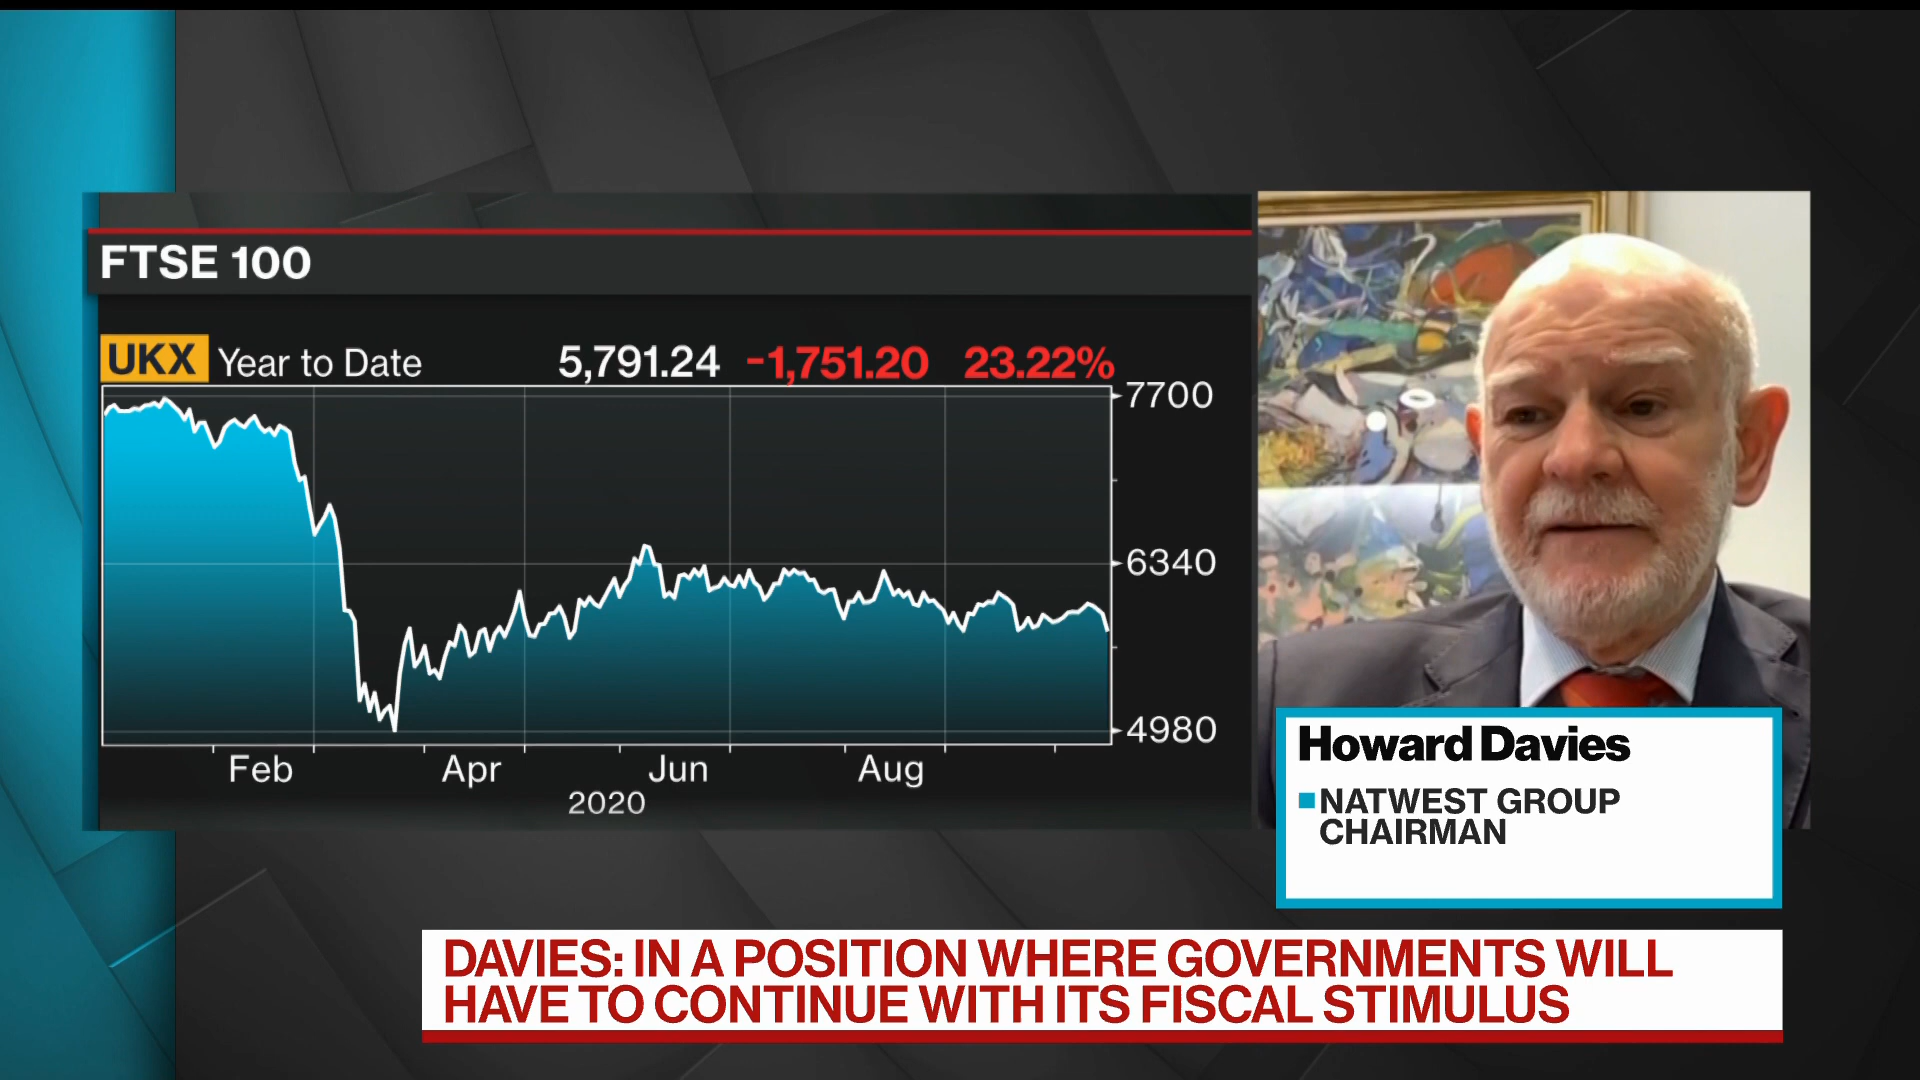 FTSE 100
UKX Year to Date 5,791.24 -1,751.20 23.22%
7700
6340
4980
Feb Apr Jun Aug
2020
Howard Davies
NATWEST GROUP
CHAIRMAN
DAVIES: IN A POSITION WHERE GOVERNMENTS WILL
HAVE TO CONTINUE WITH ITS FISCAL STIMULUS